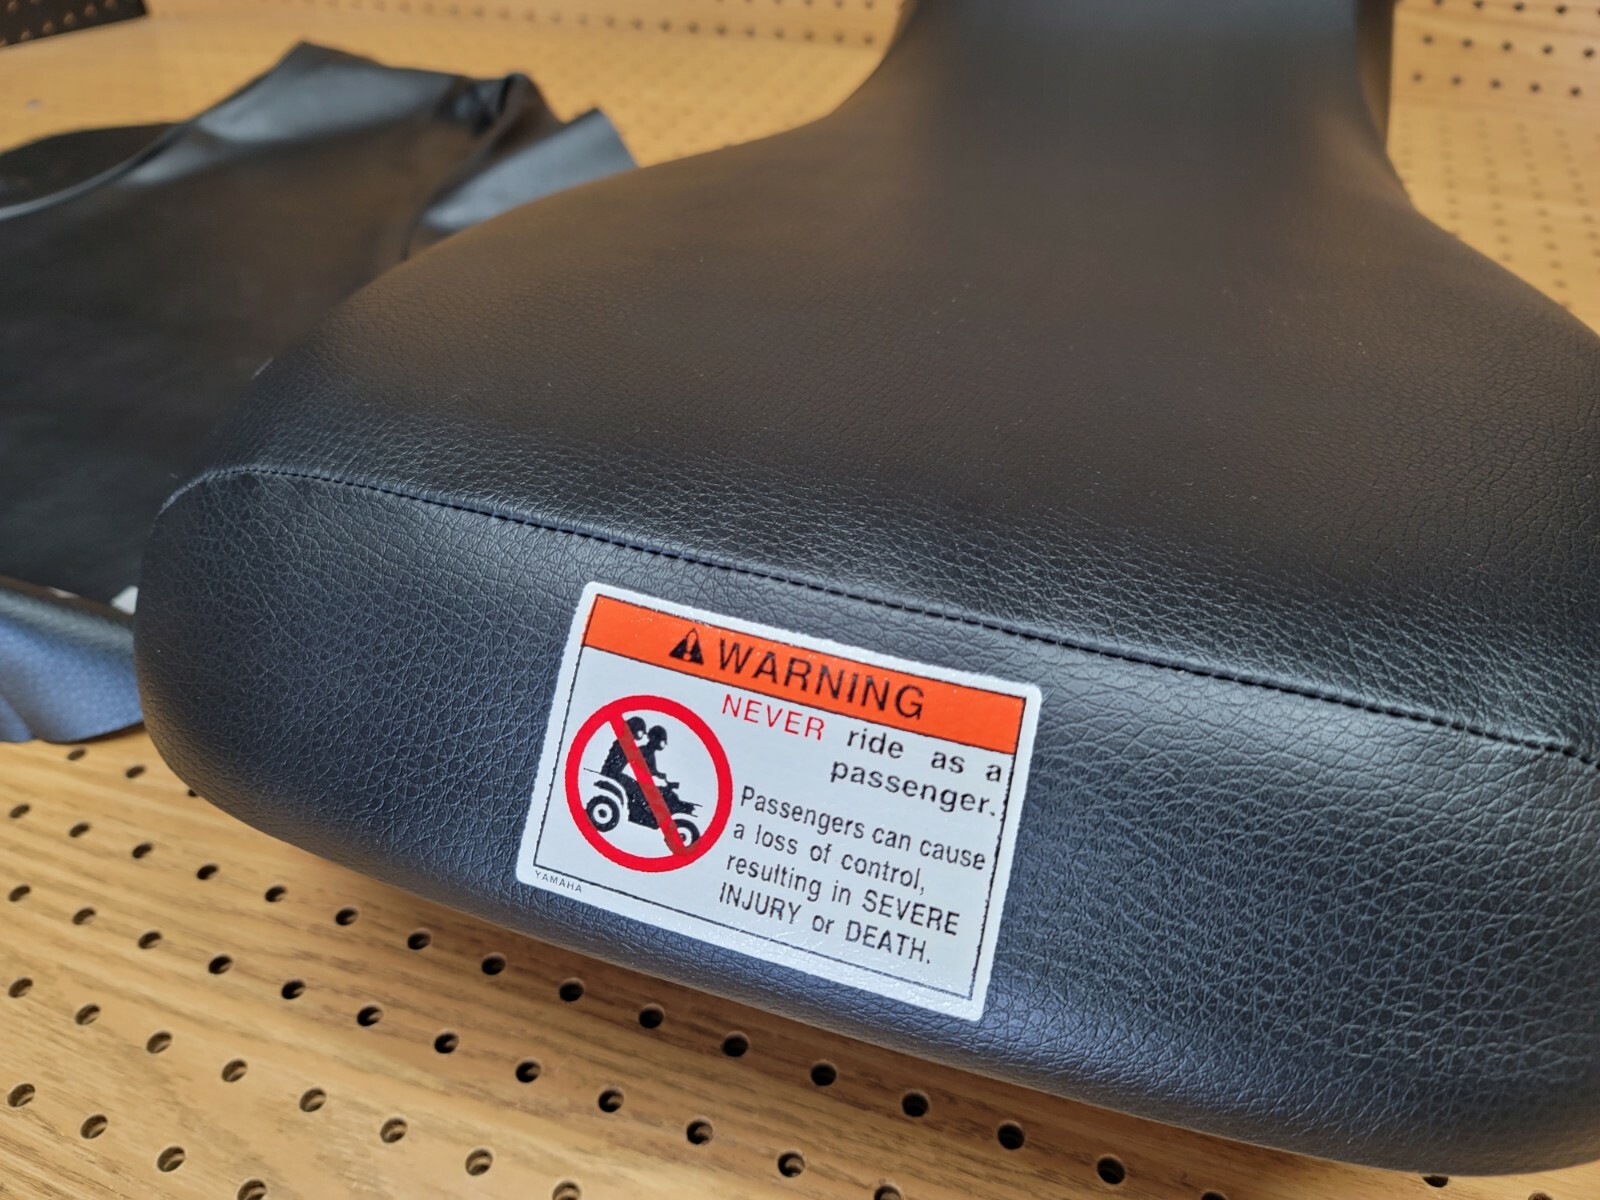 WARNING
NEVER ride as a
passenger.
Passengers can cause
a loss of control,
resulting in SEVERE
INJURY or DEATH.
YAMAHA